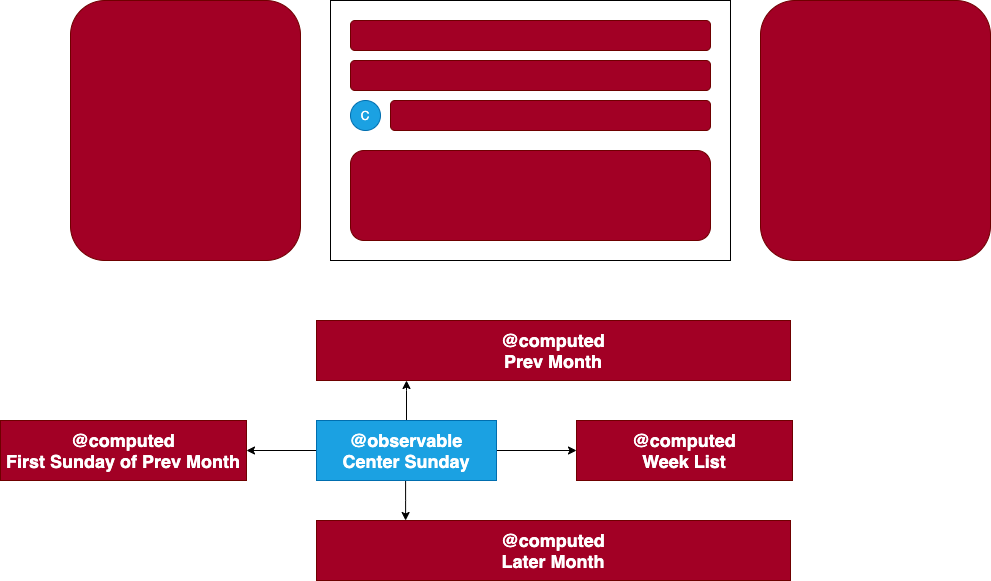 C
@computed
Prev Month
@computed
First Sunday of Prev Month
@observable
Center Sunday
@computed
Week List
@computed
Later Month